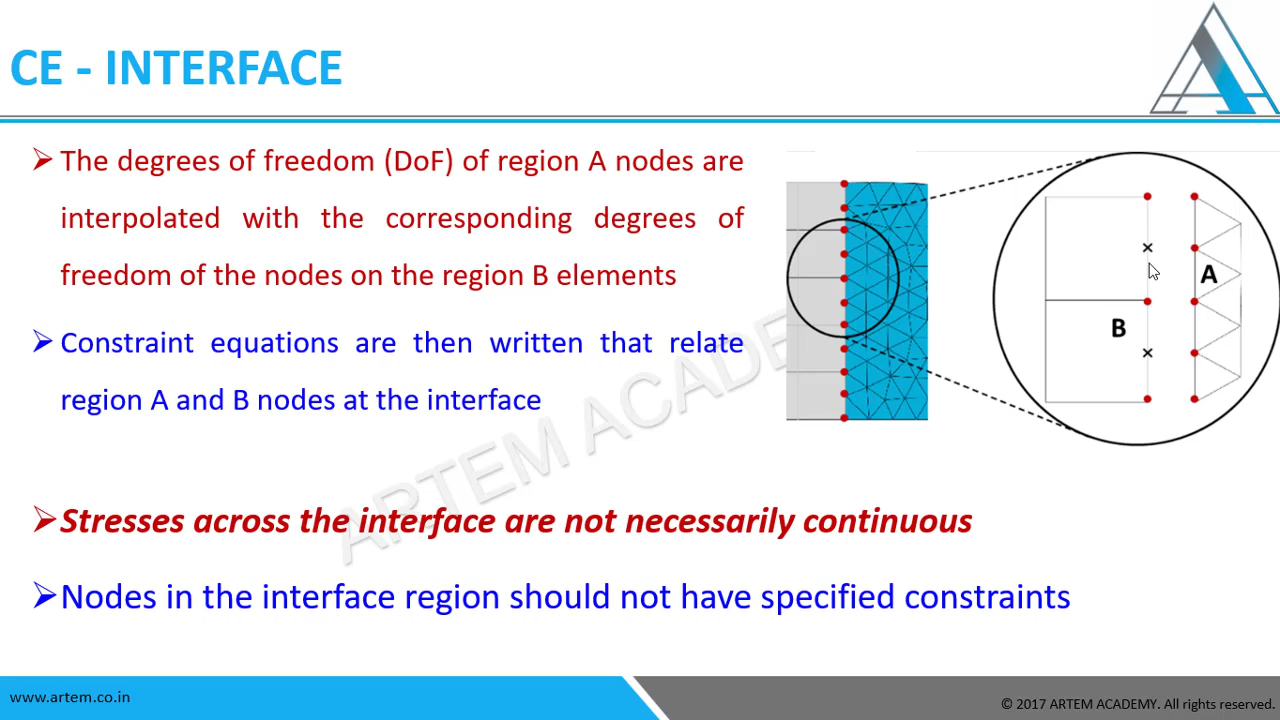 CE - INTERFACE
The degrees of freedom (DoF) of region A nodes are
interpolated with the corresponding degrees of
freedom of the nodes on the region B elements
Constraint equations are then written that relate
region A and B nodes at the interface
A
B
ARTEM ACADE
Stresses across the interface are not necessarily continuous
Nodes in the interface region should not have specified constraints
www.artem.co.in
© 2017 ARTEM ACADEMY. All rights reserved.